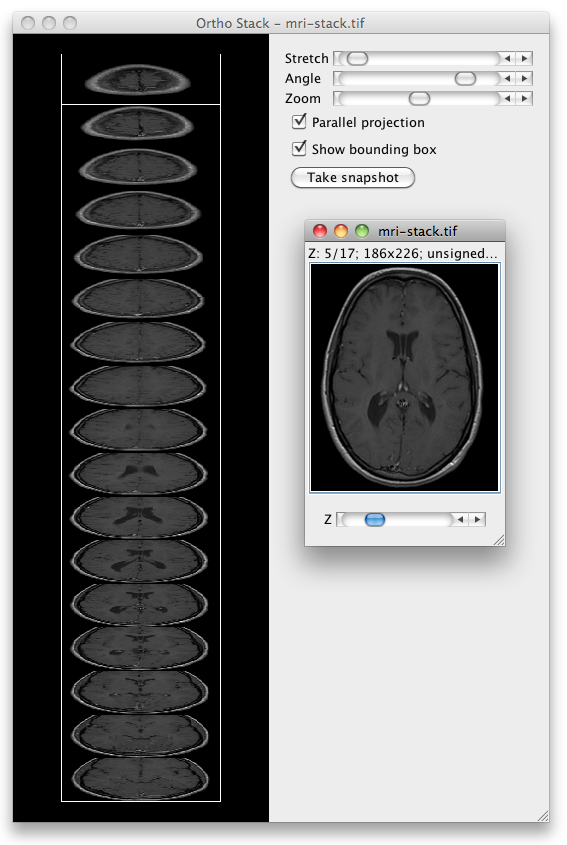 Ortho Stack – mri-stack.tif
Stretch
Angle
Zoom
Parallel projection
Show bounding box
Take snapshot
mri-stack.tif
Z: 5/17; 186x226; unsigned...
Z